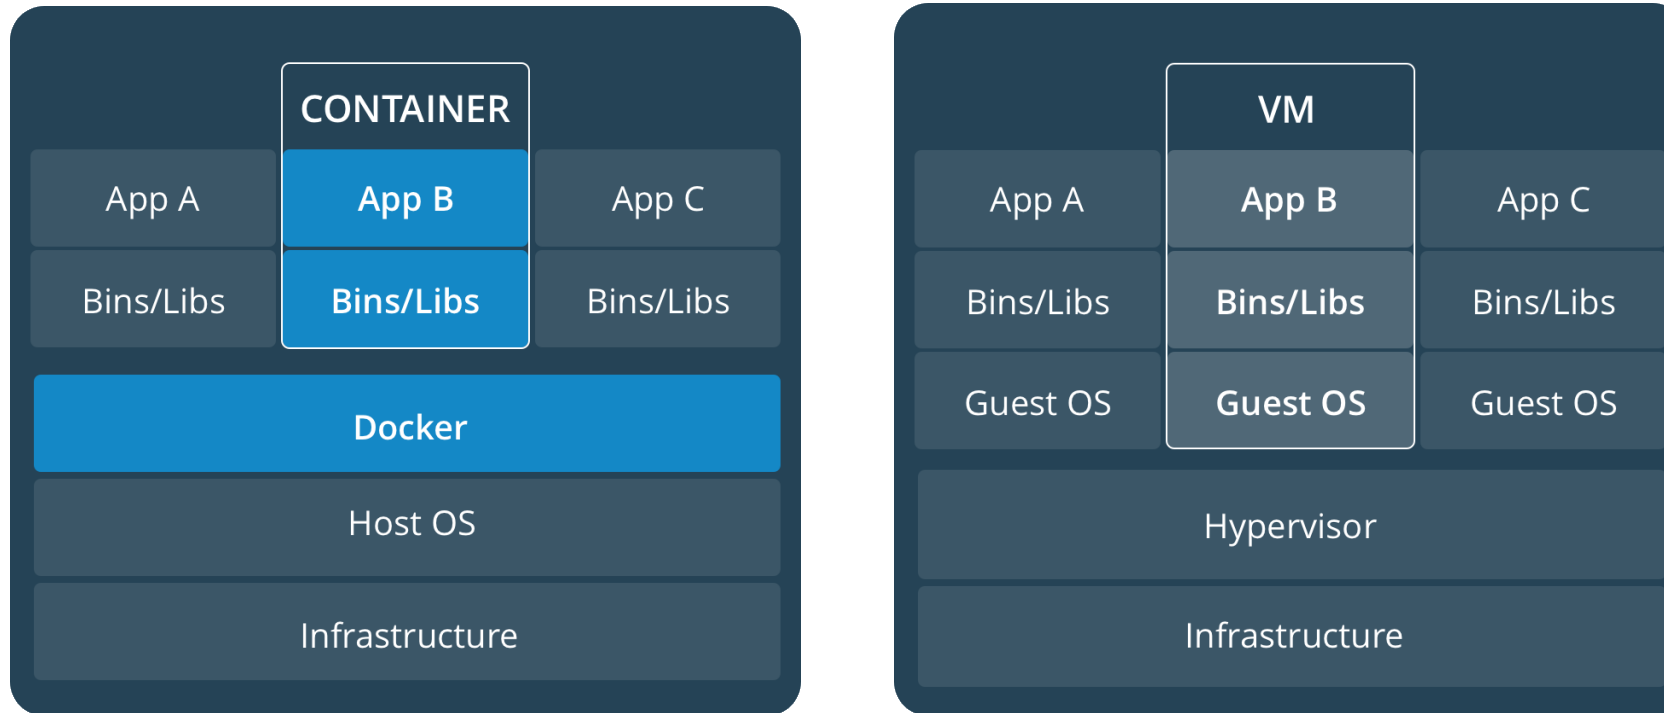 CONTAINER
App A
App B
App C
Bins/Libs
Bins/Libs
Bins/Libs
Docker
Host OS
Infrastructure
VM
App A
App B
App C
Bins/Libs
Bins/Libs
Bins/Libs
Guest OS
Guest OS
Guest OS
Hypervisor
Infrastructure